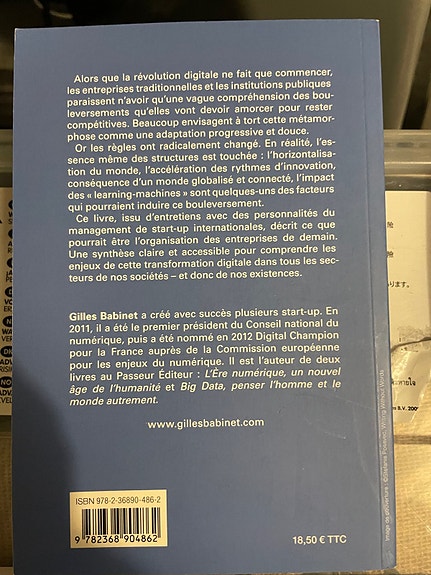 Alors que la révolution digitale ne fait que commencer,
les entreprises traditionnelles et les institutions publiques
paraissent n'avoir qu'une vague compréhension des bou-
leversements qu'elles vont devoir amorcer pour rester
compétitives. Beaucoup envisagent à tort cette métamor-
phose comme une adaptation progressive et douce.
Or les règles ont radicalement changé. En réalité, l'es-
sence même des structures est touchée : l'horizontalisa-
tion du monde, l'accélération des rythmes d'innovation,
conséquence d'un monde globalisé et connecté, l'impact
des « learning-machines » sont quelques-uns des facteurs
qui pourraient induire ce bouleversement.
Ce livre, issu d'entretiens avec des personnalités du
management de start-up internationales, décrit ce que
pourrait être l'organisation des entreprises de demain.
Une synthèse claire et accessible pour comprendre les
enjeux de cette transformation digitale dans tous les sec-
teurs de nos sociétés – et donc de nos existences.
Gilles Babinet a créé avec succès plusieurs start-up. En
2011, il a été le premier président du Conseil national du
numérique, puis a été nommé en 2012 Digital Champion
pour la France auprès de la Commission européenne
pour les enjeux du numérique. Il est l'auteur de deux
livres au Passeur Éditeur : L'Ère numérique, un nouvel
âge de l'humanité et Big Data, penser l'homme et le
monde autrement.
www.gillesbabinet.com
ISBN 978-2-36890-486-2
9 782368 904862
18,50 € TTC
Image de couverture : Writing Without Words